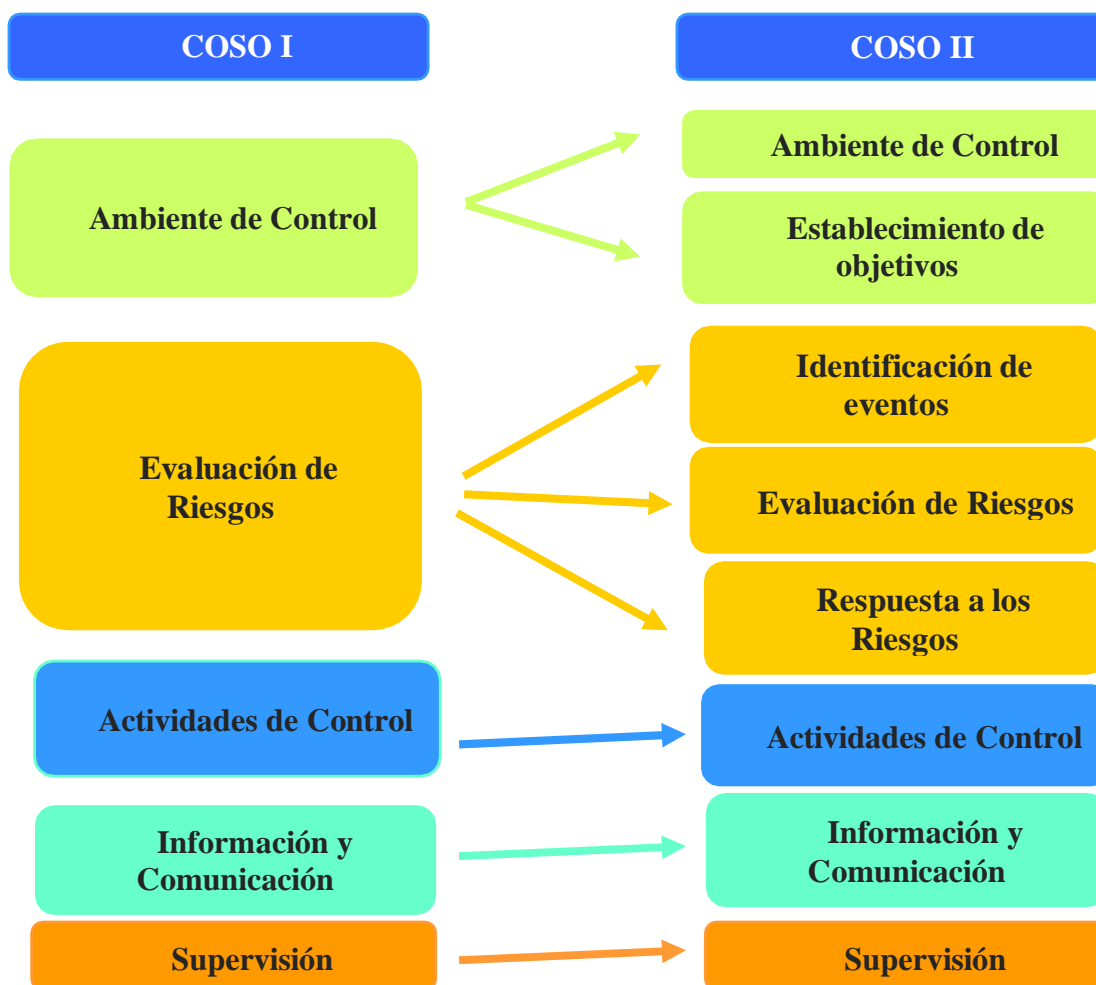 COSO I
COSO II
Ambiente de Control
Ambiente de Control
Establecimiento de
objetivos
Evaluación de
Riesgos
Identificación de
eventos
Evaluación de Riesgos
Respuesta a los
Riesgos
Actividades de Control
Actividades de Control
Información y
Comunicación
Información y
Comunicación
Supervisión
Supervisión